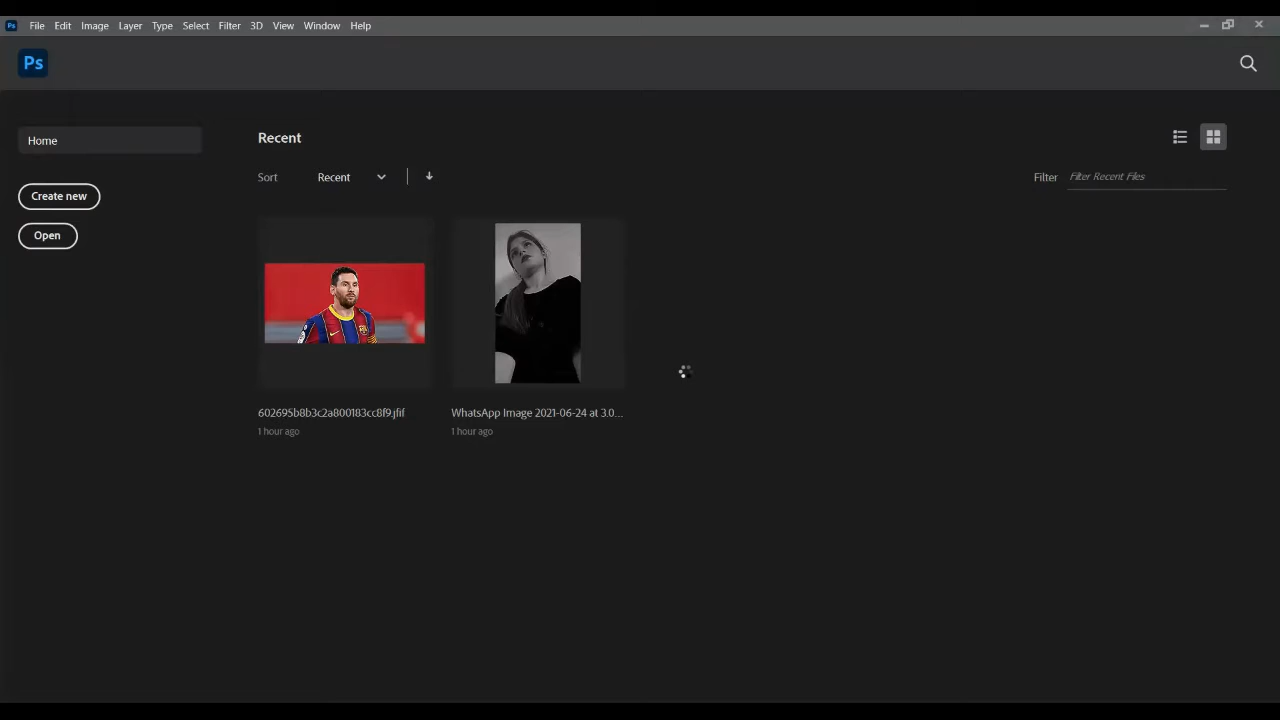 Ps File Edit Image Layer Type Select Filter 3D View Window Help
Ps
Home
Recent
Sort Recent
Filter Filter Recent Files
Create new
Open
602695b8b3c2a800183cc8f9.jfif WhatsApp Image 2021-06-24 at 3.0...
1 hour ago 1 hour ago